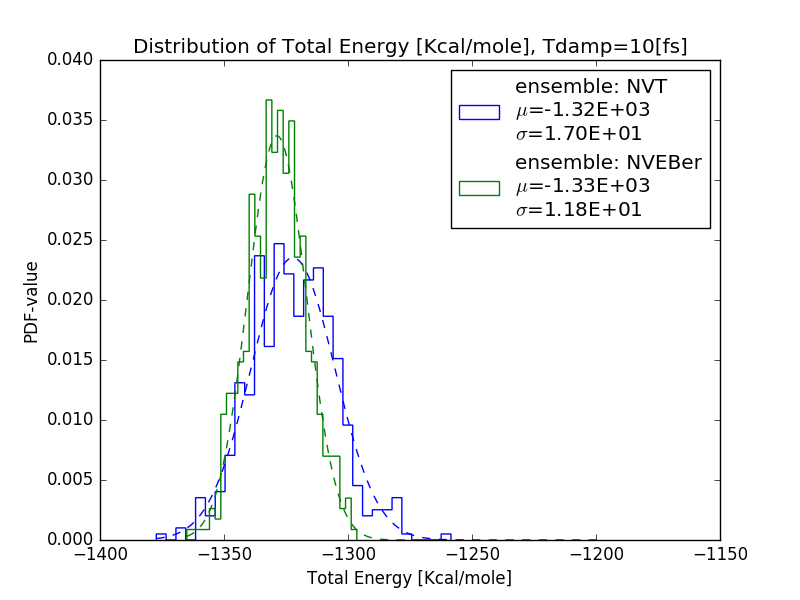 Distribution of Total Energy [Kcal/mole], Tdamp=10[fs]
0.040
0.035
0.030
0.025
0.020
0.015
0.010
0.005
0.000
PDF-value
ensemble: NVT
μ=-1.32E+03
σ=1.70E+01
ensemble: NVEBer
μ=-1.33E+03
σ=1.18E+01
−1400 −1350 −1300 −1250 −1200 −1150
Total Energy [Kcal/mole]